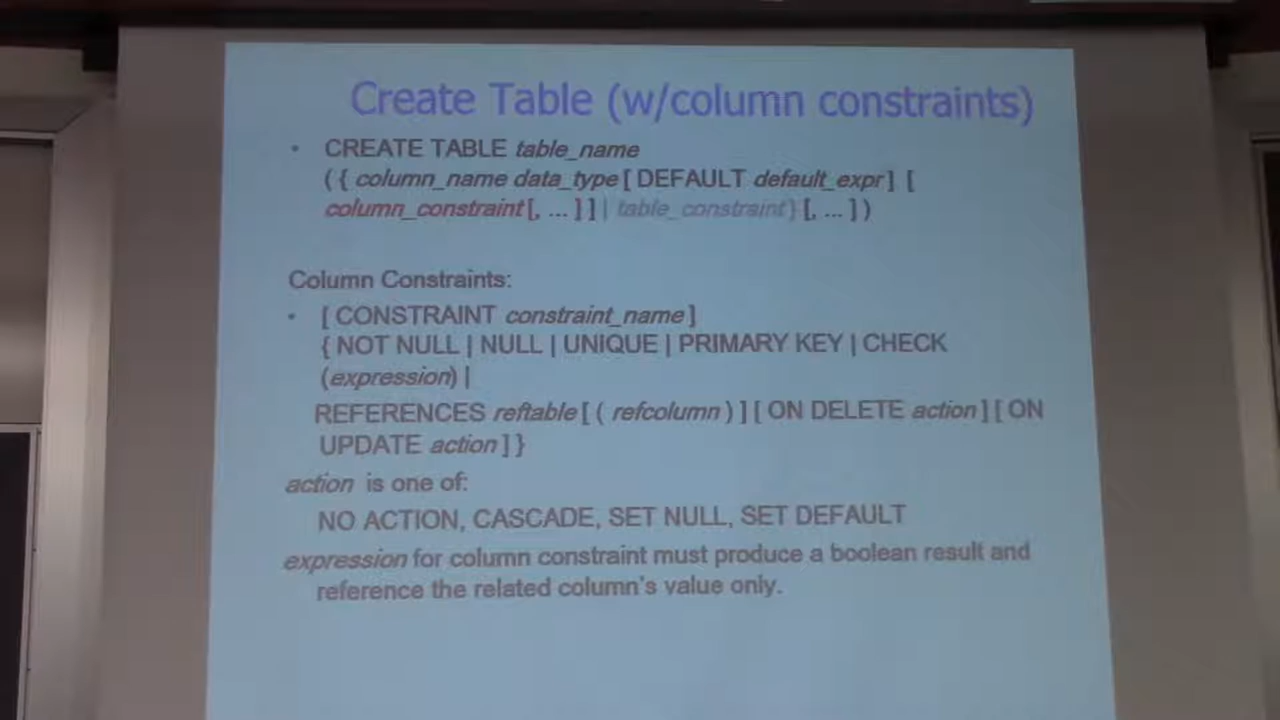 Create Table (w/column constraints)
• CREATE TABLE table_name
( { column_name data_type [ DEFAULT default_expr ] [
column_constraint [, ... ] ] | table_constraint } [, ... ] )
Column Constraints:
• [ CONSTRAINT constraint_name ]
{ NOT NULL | NULL | UNIQUE | PRIMARY KEY | CHECK
(expression) |
REFERENCES reftable [ ( refcolumn ) ] [ ON DELETE action ] [ ON
UPDATE action ] }
action is one of:
NO ACTION, CASCADE, SET NULL, SET DEFAULT
expression for column constraint must produce a boolean result and
reference the related column's value only.